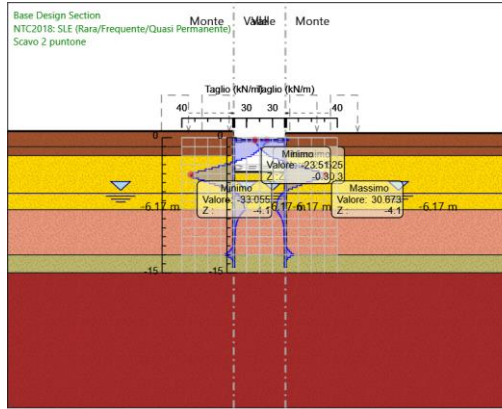 Base Design Section
NTC2018: SLE (Rara/Frequente/Quasi Permanente)
Scavo 2 puntone
Monte
Valle
Monte
Taglio (kN/m)
Taglio (kN/m)
40
30
30
40
0
0
Minimo
Valore:
Z :
Minimo
Valore: -33.055
Z : -4.1
Massimo
Valore: 30.673
Z : -4.1
-6.17 m
-6.17 m
-6.17 m
-15
-15